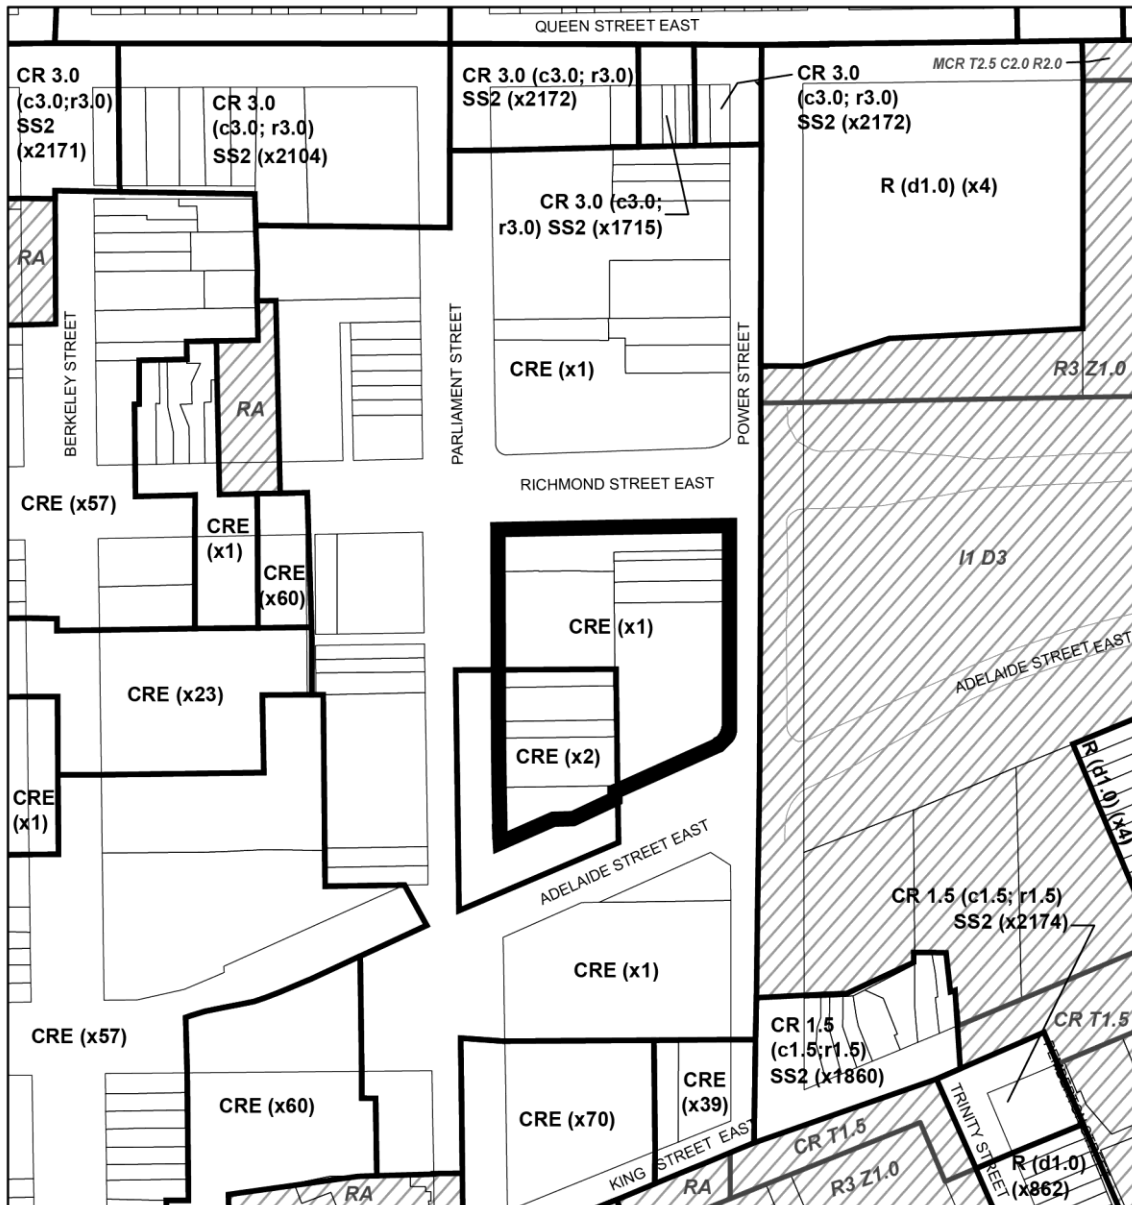 QUEEN STREET EAST
MCR T2.5 C2.0 R2.0
CR 3.0
(c3.0;r3.0)
SS2
(x2171)
CR 3.0
(c3.0; r3.0)
SS2 (x2104)
CR 3.0 (c3.0; r3.0)
SS2 (x2172)
CR 3.0
(c3.0; r3.0)
SS2 (x2172)
R (d1.0) (x4)
CR 3.0 (c3.0;
r3.0) SS2 (x1715)
RA
BERKELEY STREET
PARLIAMENT STREET
POWER STREET
CRE (x1)
R3 Z1.0
RA
RICHMOND STREET EAST
CRE (x57)
CRE
(x1)
CRE
(x60)
I1 D3
CRE (x1)
ADELAIDE STREET EAST
CRE (x23)
CRE (x2)
R (d1.0) (x4)
CRE
(x1)
ADELAIDE STREET EAST
CR 1.5 (c1.5; r1.5)
SS2 (x2174)
CRE (x1)
CRE (x57)
CR 1.5
(c1.5;r1.5)
SS2 (x1860)
CR T1.5
CRE (x60)
CRE (x70)
CRE
(x39)
TRINITY STREET
KING STREET EAST
CR T1.5
R (d1.0)
(x862)
RA
RA
R3 Z1.0